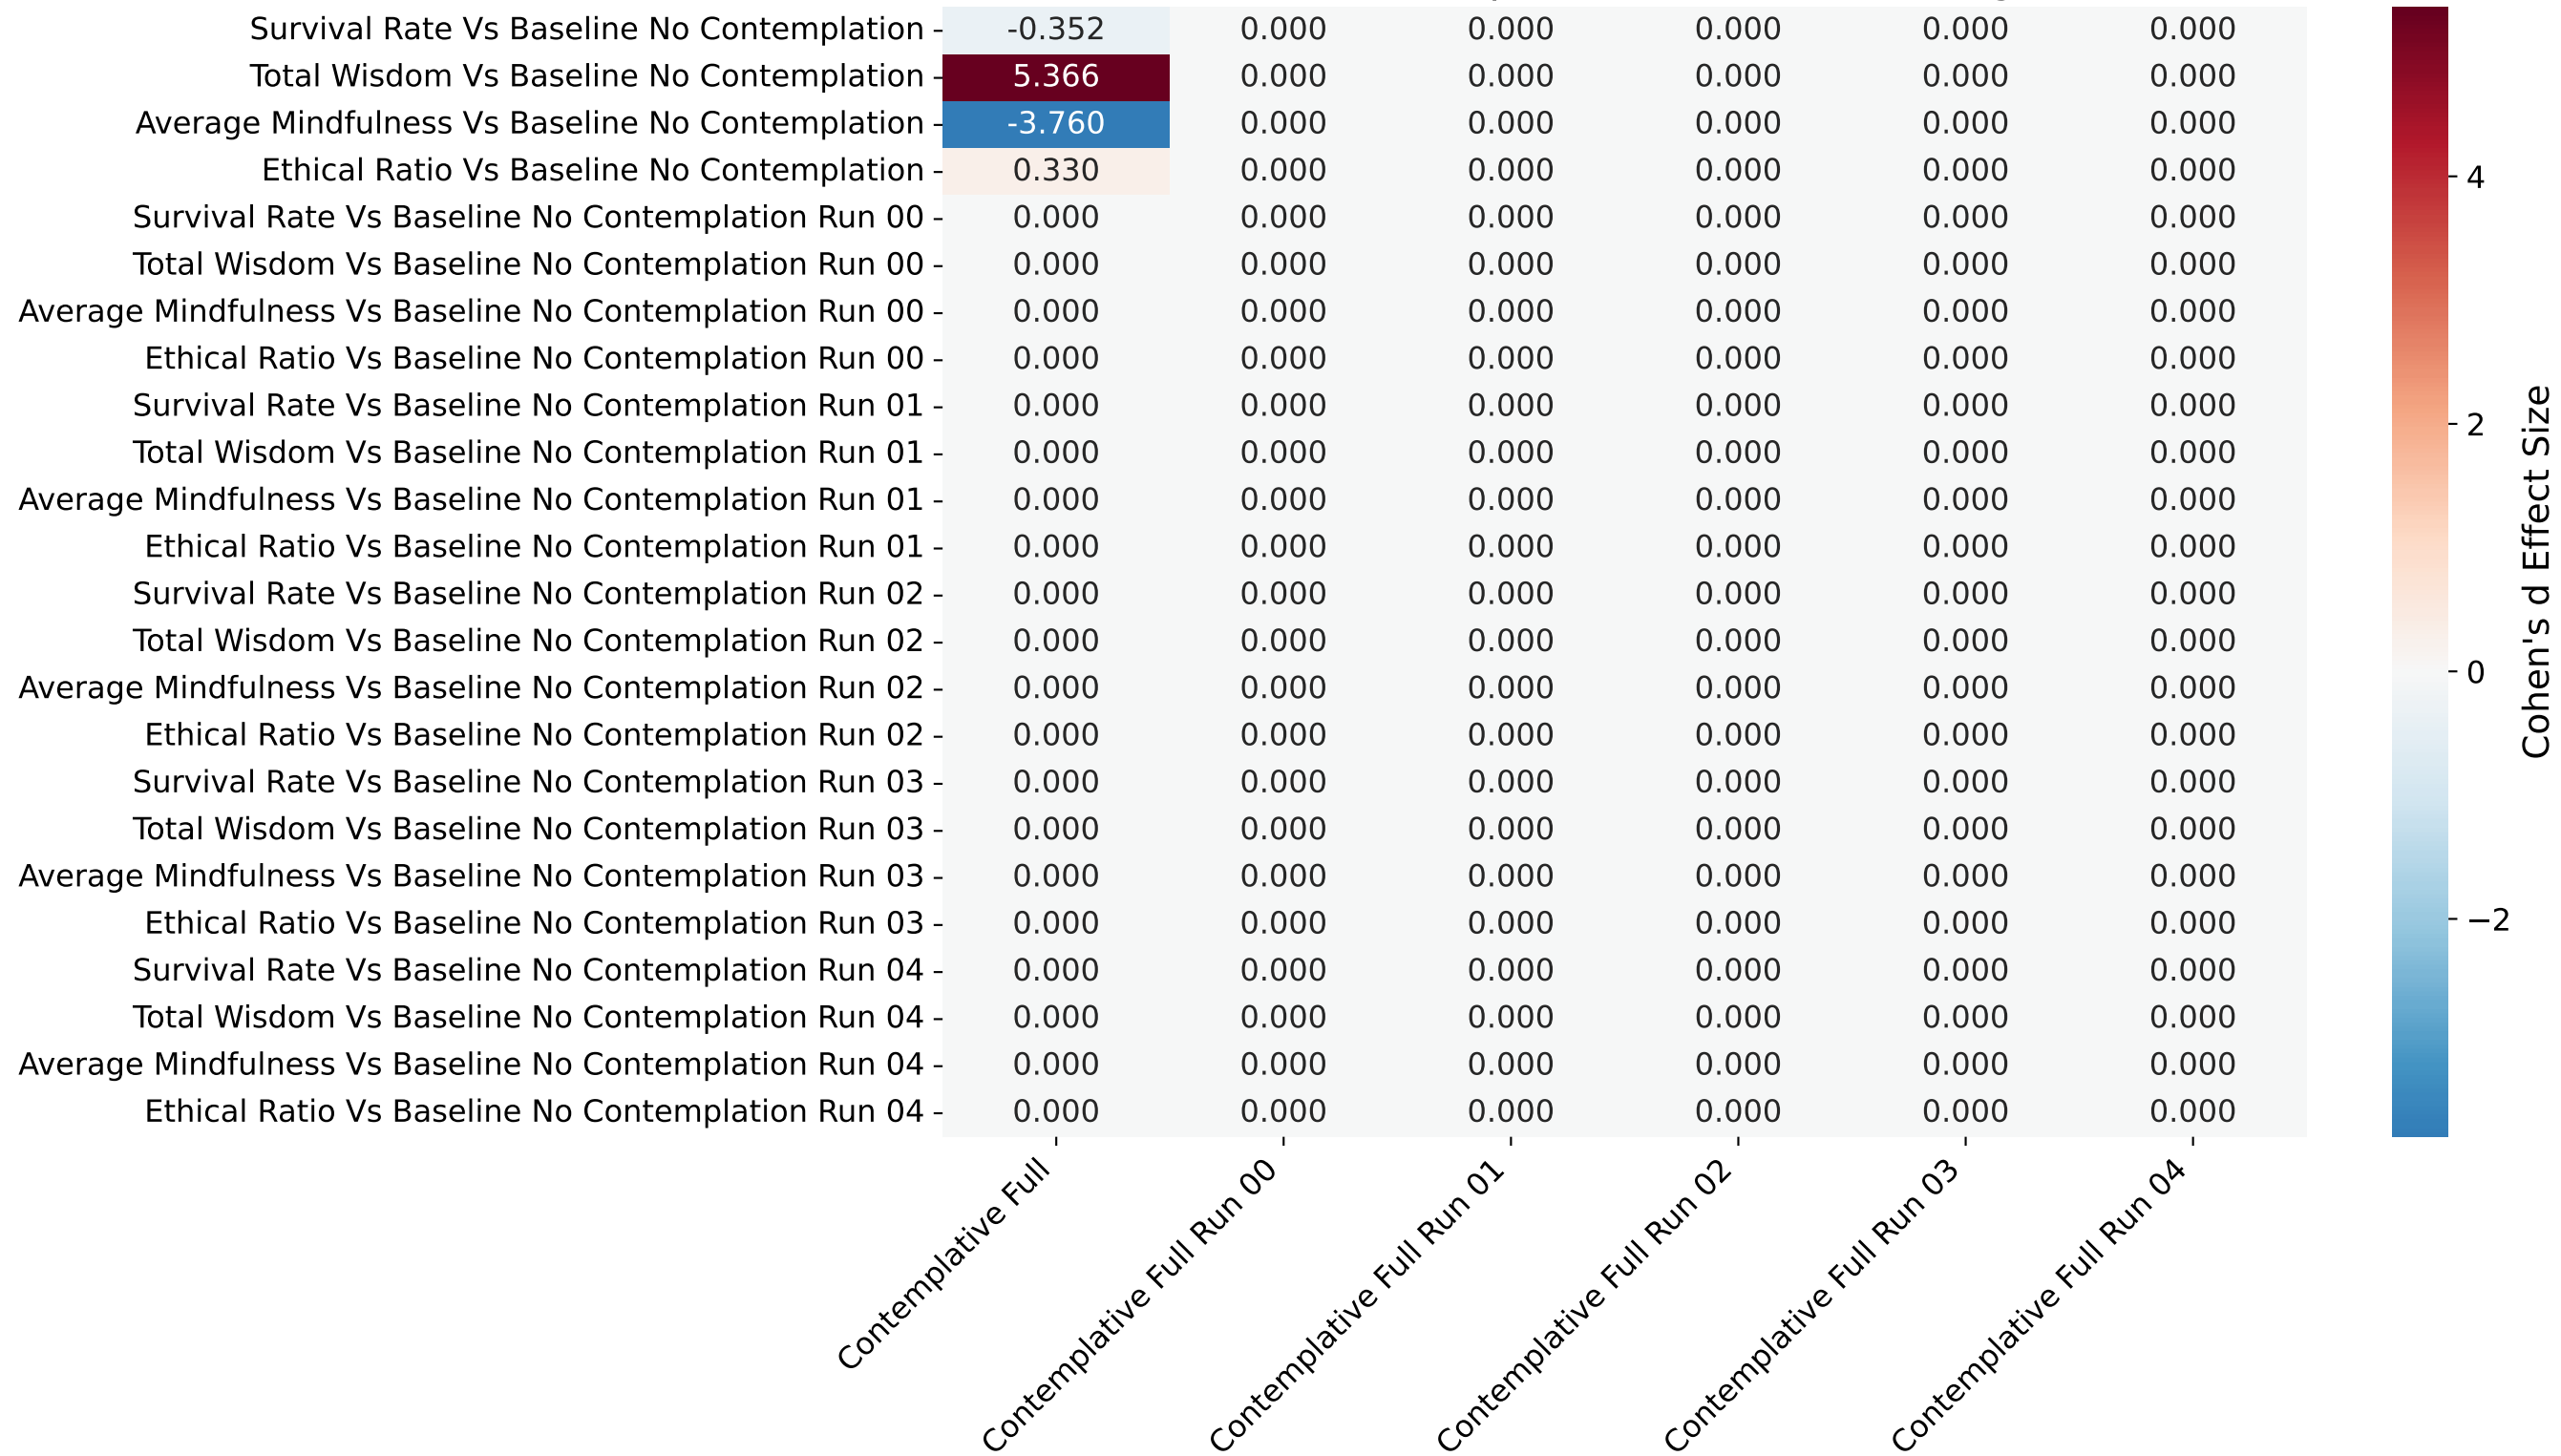 Survival Rate Vs Baseline No Contemplation -0.352 0.000 0.000 0.000 0.000 0.000
Total Wisdom Vs Baseline No Contemplation 5.366 0.000 0.000 0.000 0.000 0.000
Average Mindfulness Vs Baseline No Contemplation -3.760 0.000 0.000 0.000 0.000 0.000
Ethical Ratio Vs Baseline No Contemplation 0.330 0.000 0.000 0.000 0.000 0.000
Survival Rate Vs Baseline No Contemplation Run 00 0.000 0.000 0.000 0.000 0.000 0.000
Total Wisdom Vs Baseline No Contemplation Run 00 0.000 0.000 0.000 0.000 0.000 0.000
Average Mindfulness Vs Baseline No Contemplation Run 00 0.000 0.000 0.000 0.000 0.000 0.000
Ethical Ratio Vs Baseline No Contemplation Run 00 0.000 0.000 0.000 0.000 0.000 0.000
Survival Rate Vs Baseline No Contemplation Run 01 0.000 0.000 0.000 0.000 0.000 0.000
Total Wisdom Vs Baseline No Contemplation Run 01 0.000 0.000 0.000 0.000 0.000 0.000
Average Mindfulness Vs Baseline No Contemplation Run 01 0.000 0.000 0.000 0.000 0.000 0.000
Ethical Ratio Vs Baseline No Contemplation Run 01 0.000 0.000 0.000 0.000 0.000 0.000
Survival Rate Vs Baseline No Contemplation Run 02 0.000 0.000 0.000 0.000 0.000 0.000
Total Wisdom Vs Baseline No Contemplation Run 02 0.000 0.000 0.000 0.000 0.000 0.000
Average Mindfulness Vs Baseline No Contemplation Run 02 0.000 0.000 0.000 0.000 0.000 0.000
Ethical Ratio Vs Baseline No Contemplation Run 02 0.000 0.000 0.000 0.000 0.000 0.000
Survival Rate Vs Baseline No Contemplation Run 03 0.000 0.000 0.000 0.000 0.000 0.000
Total Wisdom Vs Baseline No Contemplation Run 03 0.000 0.000 0.000 0.000 0.000 0.000
Average Mindfulness Vs Baseline No Contemplation Run 03 0.000 0.000 0.000 0.000 0.000 0.000
Ethical Ratio Vs Baseline No Contemplation Run 03 0.000 0.000 0.000 0.000 0.000 0.000
Survival Rate Vs Baseline No Contemplation Run 04 0.000 0.000 0.000 0.000 0.000 0.000
Total Wisdom Vs Baseline No Contemplation Run 04 0.000 0.000 0.000 0.000 0.000 0.000
Average Mindfulness Vs Baseline No Contemplation Run 04 0.000 0.000 0.000 0.000 0.000 0.000
Ethical Ratio Vs Baseline No Contemplation Run 04 0.000 0.000 0.000 0.000 0.000 0.000
Contemplative Full
Contemplative Full Run 00
Contemplative Full Run 01
Contemplative Full Run 02
Contemplative Full Run 03
Contemplative Full Run 04
4
2
0
−2
Cohen's d Effect Size